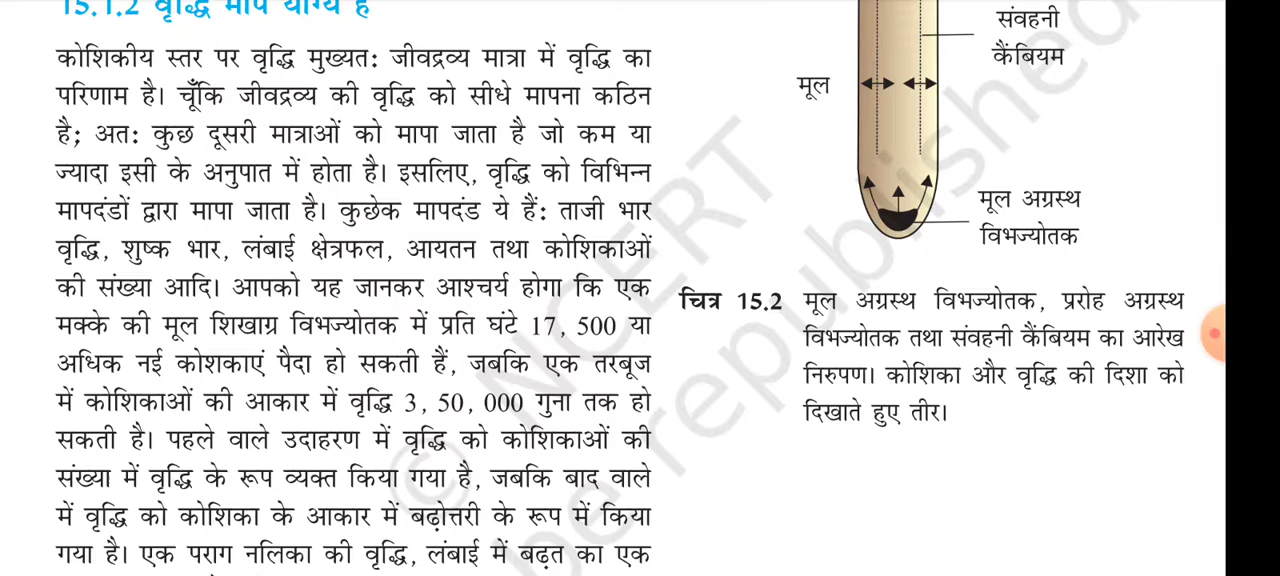 15.1.2 वृद्धि माप योग्य है
कोशिकीय स्तर पर वृद्धि मुख्यत: जीवद्रव्य मात्रा में वृद्धि का
परिणाम है। चूँकि जीवद्रव्य की वृद्धि को सीधे मापना कठिन
है; अत: कुछ दूसरी मात्राओं को मापा जाता है जो कम या
ज्यादा इसी के अनुपात में होता है। इसलिए, वृद्धि को विभिन्न
मापदंडों द्वारा मापा जाता है। कुछेक मापदंड ये हैं: ताजी भार
वृद्धि, शुष्क भार, लंबाई क्षेत्रफल, आयतन तथा कोशिकाओं
की संख्या आदि। आपको यह जानकर आश्चर्य होगा कि एक
मक्के की मूल शिखाग्र विभज्योतक में प्रति घंटे 17, 500 या
अधिक नई कोशकाएं पैदा हो सकती हैं, जबकि एक तरबूज
में कोशिकाओं की आकार में वृद्धि 3, 50, 000 गुना तक हो
सकती है। पहले वाले उदाहरण में वृद्धि को कोशिकाओं की
संख्या में वृद्धि के रूप व्यक्त किया गया है, जबकि बाद वाले
में वृद्धि को कोशिका के आकार में बढ़ोत्तरी के रूप में किया
गया है। एक पराग नलिका की वृद्धि, लंबाई में बढ़त का एक
संवहनी
कैंबियम
मूल
मूल अग्रस्थ
विभज्योतक
चित्र 15.2 मूल अग्रस्थ विभज्योतक, प्ररोह अग्रस्थ
विभज्योतक तथा संवहनी कैंबियम का आरेख
निरुपण। कोशिका और वृद्धि की दिशा को
दिखाते हुए तीर।
© NCERT
be republished